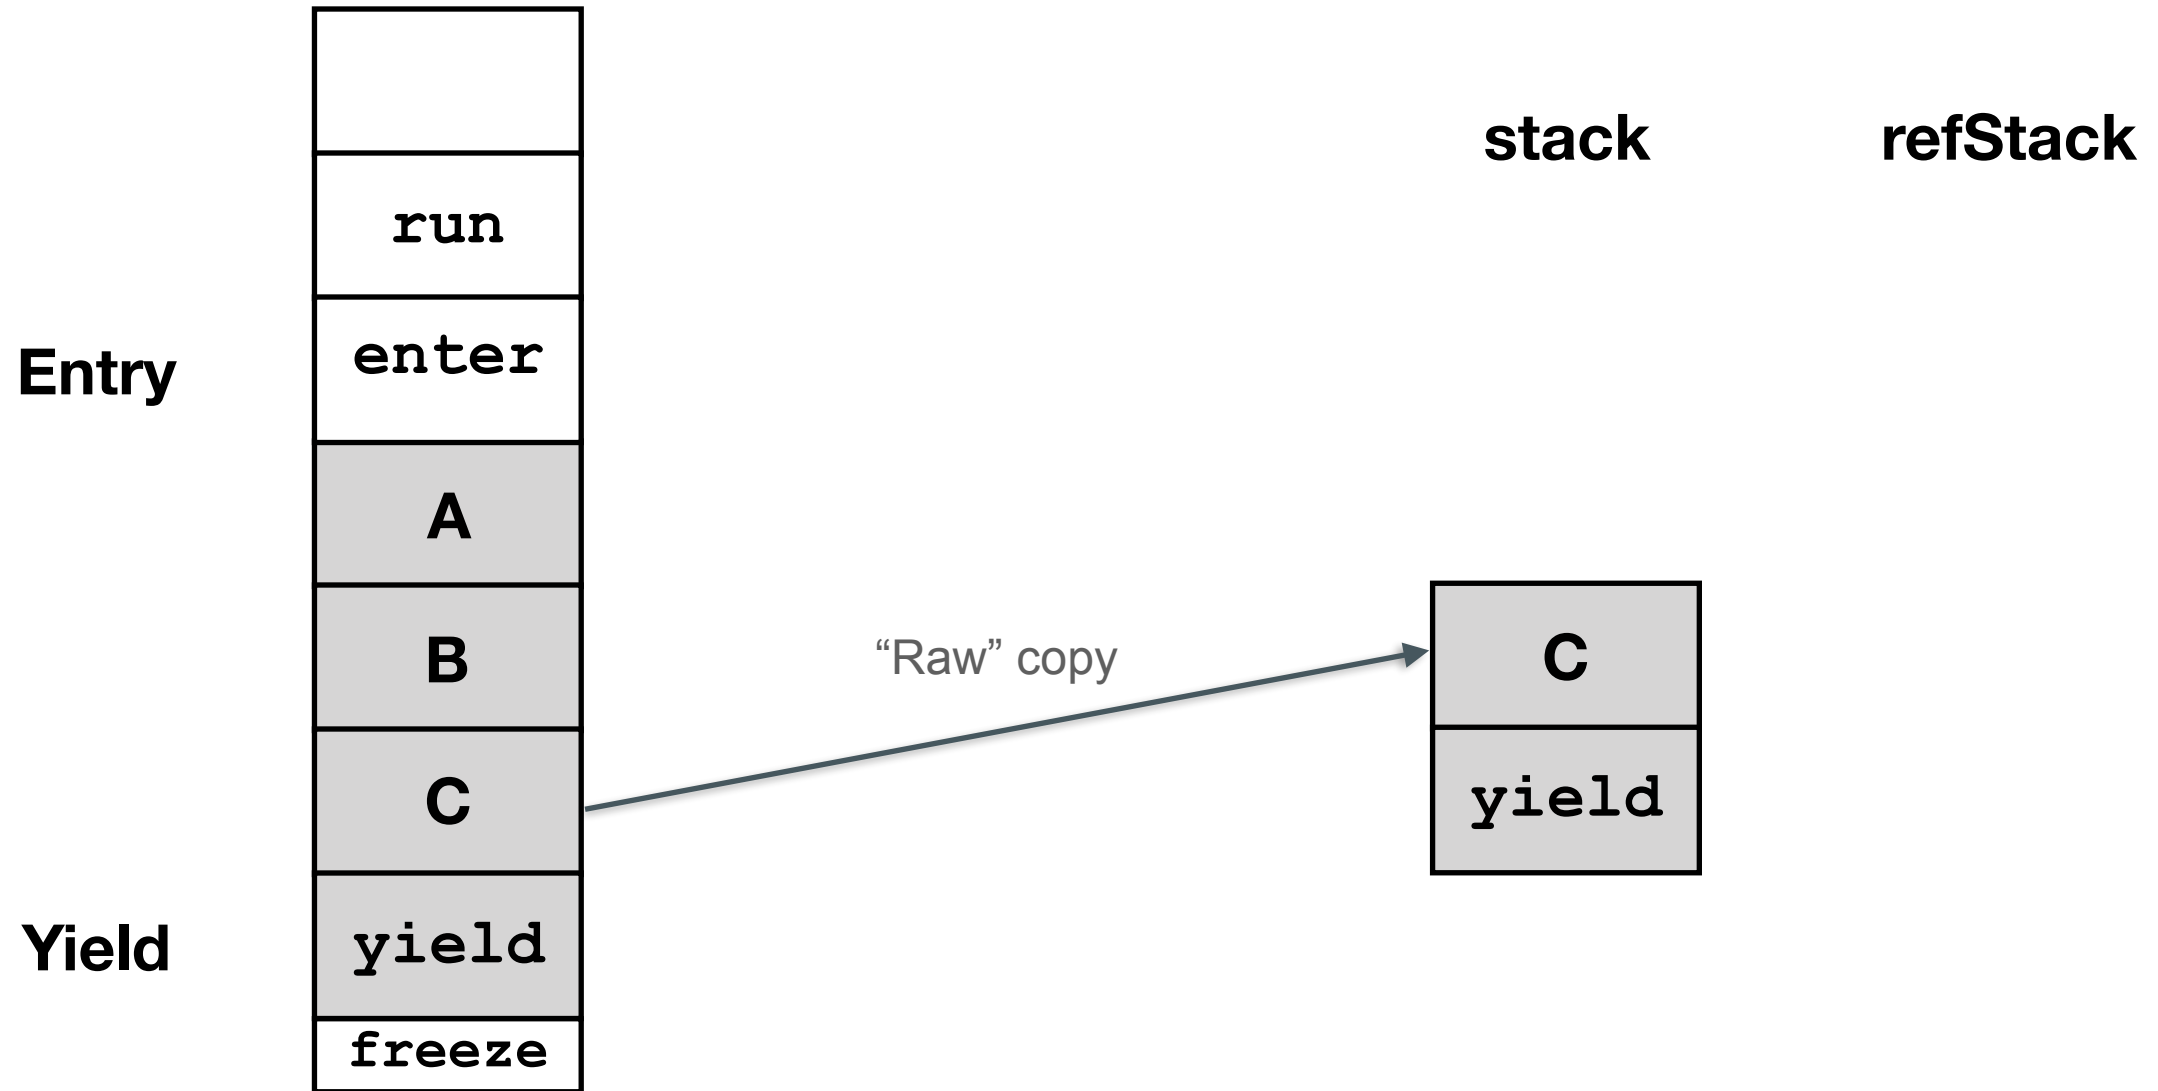 stack
refStack
run
Entry
enter
A
B
“Raw” copy
C
C
yield
Yield
yield
freeze